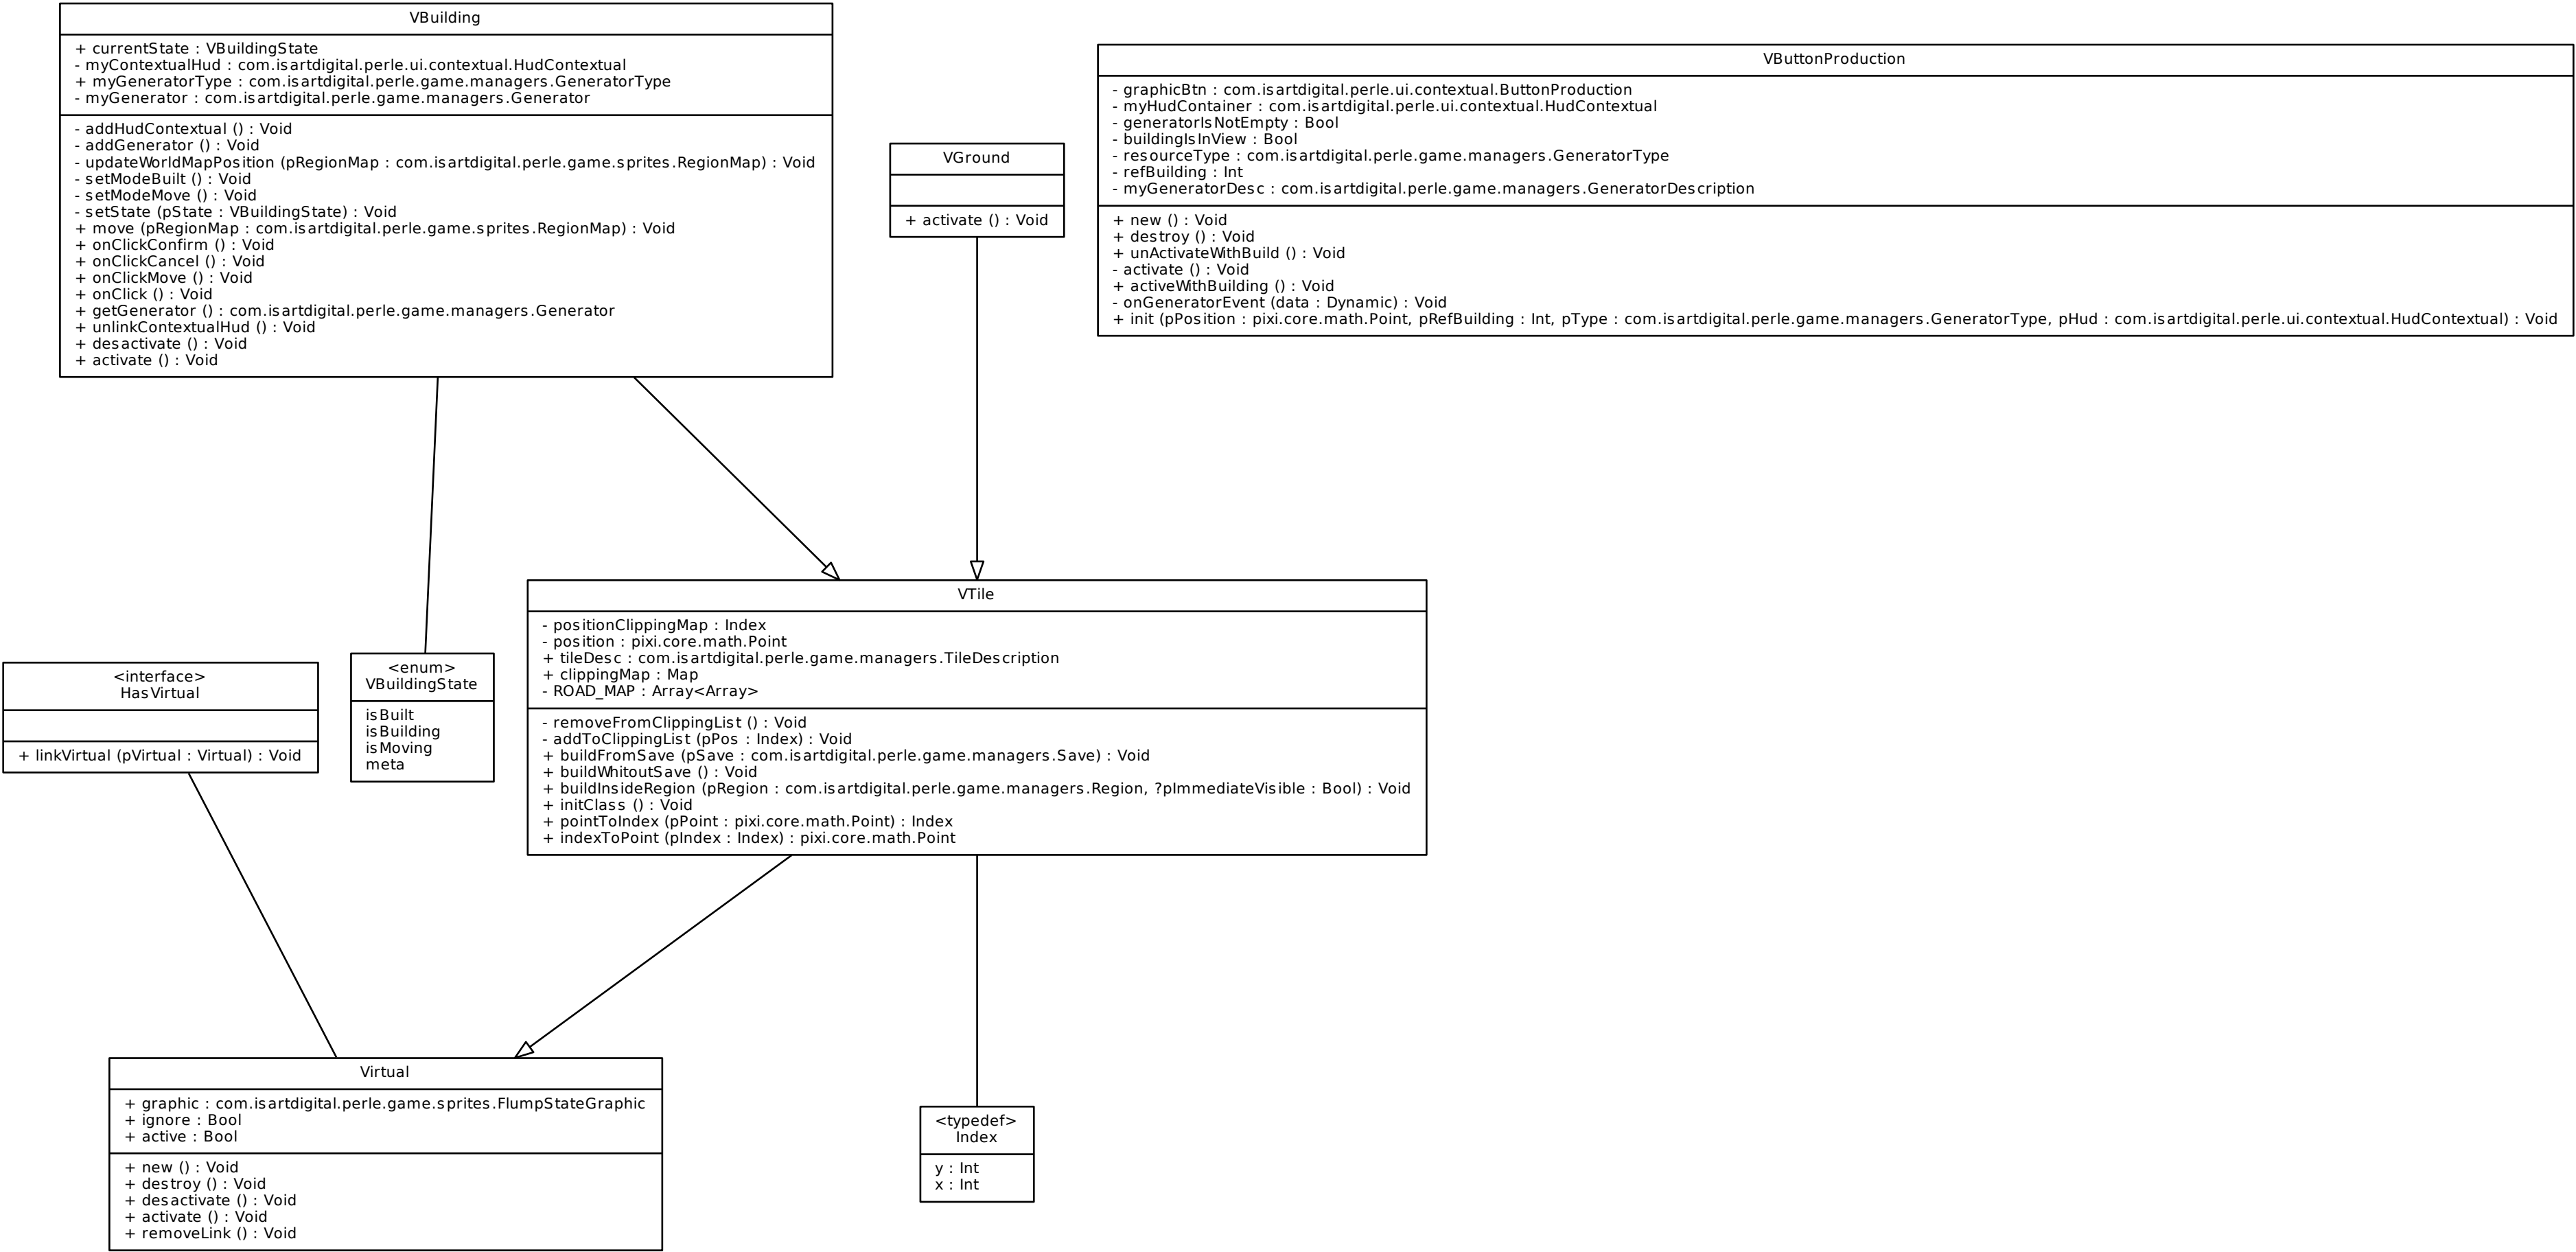 VBuilding
+ currentState : VBuildingState
- myContextualHud : com.isartdigital.perle.ui.contextual.HudContextual
+ myGeneratorType : com.isartdigital.perle.game.managers.GeneratorType
- myGenerator : com.isartdigital.perle.game.managers.Generator
- addHudContextual () : Void
- addGenerator () : Void
- updateWorldMapPosition (pRegionMap : com.isartdigital.perle.game.sprites.RegionMap) : Void
- setModeBuilt () : Void
- setModeMove () : Void
- setState (pState : VBuildingState) : Void
+ move (pRegionMap : com.isartdigital.perle.game.sprites.RegionMap) : Void
+ onClickConfirm () : Void
+ onClickCancel () : Void
+ onClickMove () : Void
+ onClick () : Void
+ getGenerator () : com.isartdigital.perle.game.managers.Generator
+ unlinkContextualHud () : Void
+ desactivate () : Void
+ activate () : Void
VGround
+ activate () : Void
VButtonProduction
- graphicBtn : com.isartdigital.perle.ui.contextual.ButtonProduction
- myHudContainer : com.isartdigital.perle.ui.contextual.HudContextual
- generatorIsNotEmpty : Bool
- buildingIsInView : Bool
- resourceType : com.isartdigital.perle.game.managers.GeneratorType
- refBuilding : Int
- myGeneratorDesc : com.isartdigital.perle.game.managers.GeneratorDescription
+ new () : Void
+ destroy () : Void
+ unActivateWithBuild () : Void
- activate () : Void
+ activeWithBuilding () : Void
- onGeneratorEvent (data : Dynamic) : Void
+ init (pPosition : pixi.core.math.Point, pRefBuilding : Int, pType : com.isartdigital.perle.game.managers.GeneratorType, pHud : com.isartdigital.perle.ui.contextual.HudContextual) : Void
<interface>
HasVirtual
+ linkVirtual (pVirtual : Virtual) : Void
<enum>
VBuildingState
isBuilt
isBuilding
isMoving
meta
VTile
- positionClippingMap : Index
- position : pixi.core.math.Point
+ tileDesc : com.isartdigital.perle.game.managers.TileDescription
+ clippingMap : Map
- ROAD_MAP : Array<Array>
- removeFromClippingList () : Void
- addToClippingList (pPos : Index) : Void
+ buildFromSave (pSave : com.isartdigital.perle.game.managers.Save) : Void
+ buildWhitoutSave () : Void
+ buildInsideRegion (pRegion : com.isartdigital.perle.game.managers.Region, ?pImmediateVisible : Bool) : Void
+ initClass () : Void
+ pointToIndex (pPoint : pixi.core.math.Point) : Index
+ indexToPoint (pIndex : Index) : pixi.core.math.Point
Virtual
+ graphic : com.isartdigital.perle.game.sprites.FlumpStateGraphic
+ ignore : Bool
+ active : Bool
+ new () : Void
+ destroy () : Void
+ desactivate () : Void
+ activate () : Void
+ removeLink () : Void
<typedef>
Index
y : Int
x : Int